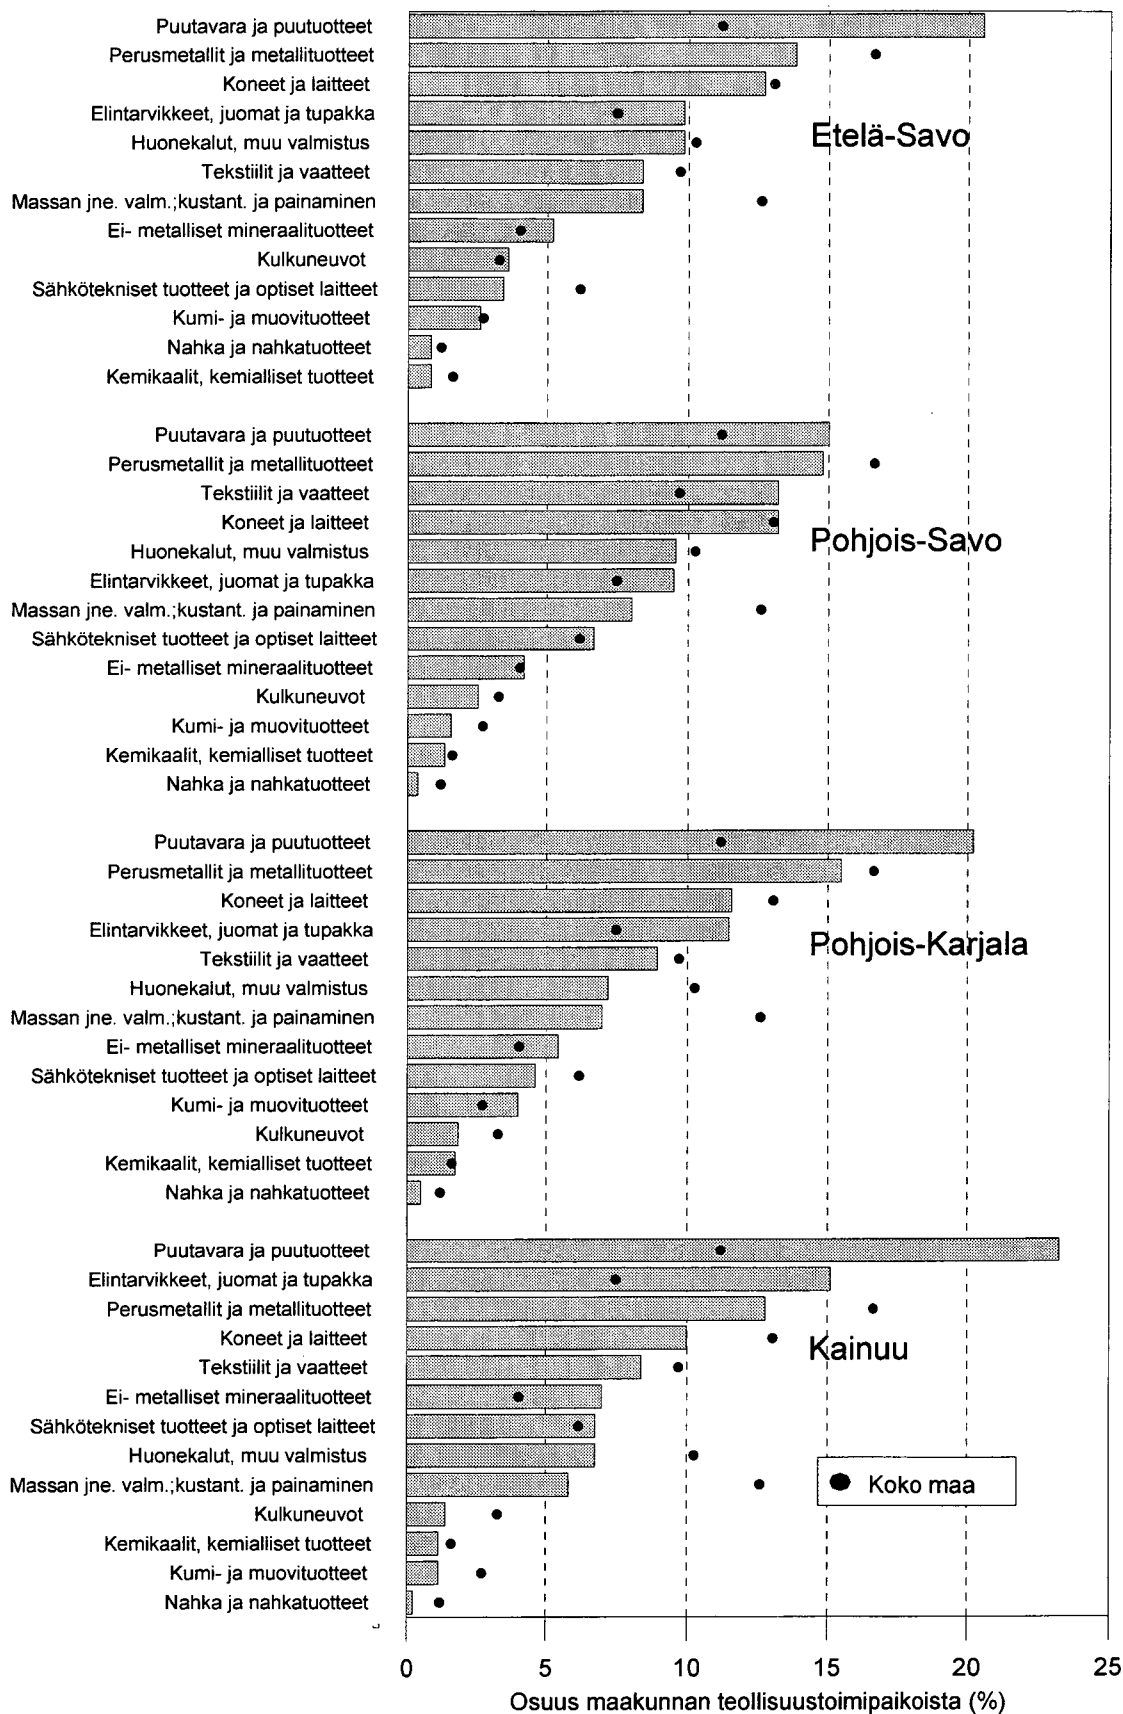 Puutavara ja puutuotteet
Perusmetallit ja metallituotteet
Koneet ja laitteet
Elintarvikkeet, juomat ja tupakka
Etelä-Savo
Huonekalut, muu valmistus
Tekstiilit ja vaatteet
Massan jne. valm.;kustant. ja painaminen
Ei- metalliset mineraalituotteet
Kulkuneuvot
Sähkötekniset tuotteet ja optiset laitteet
Kumi- ja muovituotteet
Nahka ja nahkatuotteet
Kemikaalit, kemialliset tuotteet
Puutavara ja puutuotteet
Perusmetallit ja metallituotteet
Tekstiilit ja vaatteet
Koneet ja laitteet
Pohjois-Savo
Huonekalut, muu valmistus
Elintarvikkeet, juomat ja tupakka
Massan jne. valm.;kustant. ja painaminen
Sähkötekniset tuotteet ja optiset laitteet
Ei- metalliset mineraalituotteet
Kulkuneuvot
Kumi- ja muovituotteet
Kemikaalit, kemialliset tuotteet
Nahka ja nahkatuotteet
Puutavara ja puutuotteet
Perusmetallit ja metallituotteet
Koneet ja laitteet
Elintarvikkeet, juomat ja tupakka
Pohjois-Karjala
Tekstiilit ja vaatteet
Huonekalut, muu valmistus
Massan jne. valm.;kustant. ja painaminen
Ei- metalliset mineraalituotteet
Sähkötekniset tuotteet ja optiset laitteet
Kumi- ja muovituotteet
Kulkuneuvot
Kemikaalit, kemialliset tuotteet
Nahka ja nahkatuotteet
Puutavara ja puutuotteet
Elintarvikkeet, juomat ja tupakka
Perusmetallit ja metallituotteet
Koneet ja laitteet
Kainuu
Tekstiilit ja vaatteet
Ei- metalliset mineraalituotteet
Sähkötekniset tuotteet ja optiset laitteet
Huonekalut, muu valmistus
Massan jne. valm.;kustant. ja painaminen
Koko maa
Kulkuneuvot
Kemikaalit, kemialliset tuotteet
Kumi- ja muovituotteet
Nahka ja nahkatuotteet
0 5 10 15 20 25
Osuus maakunnan teollisuustoimipaikoista (%)